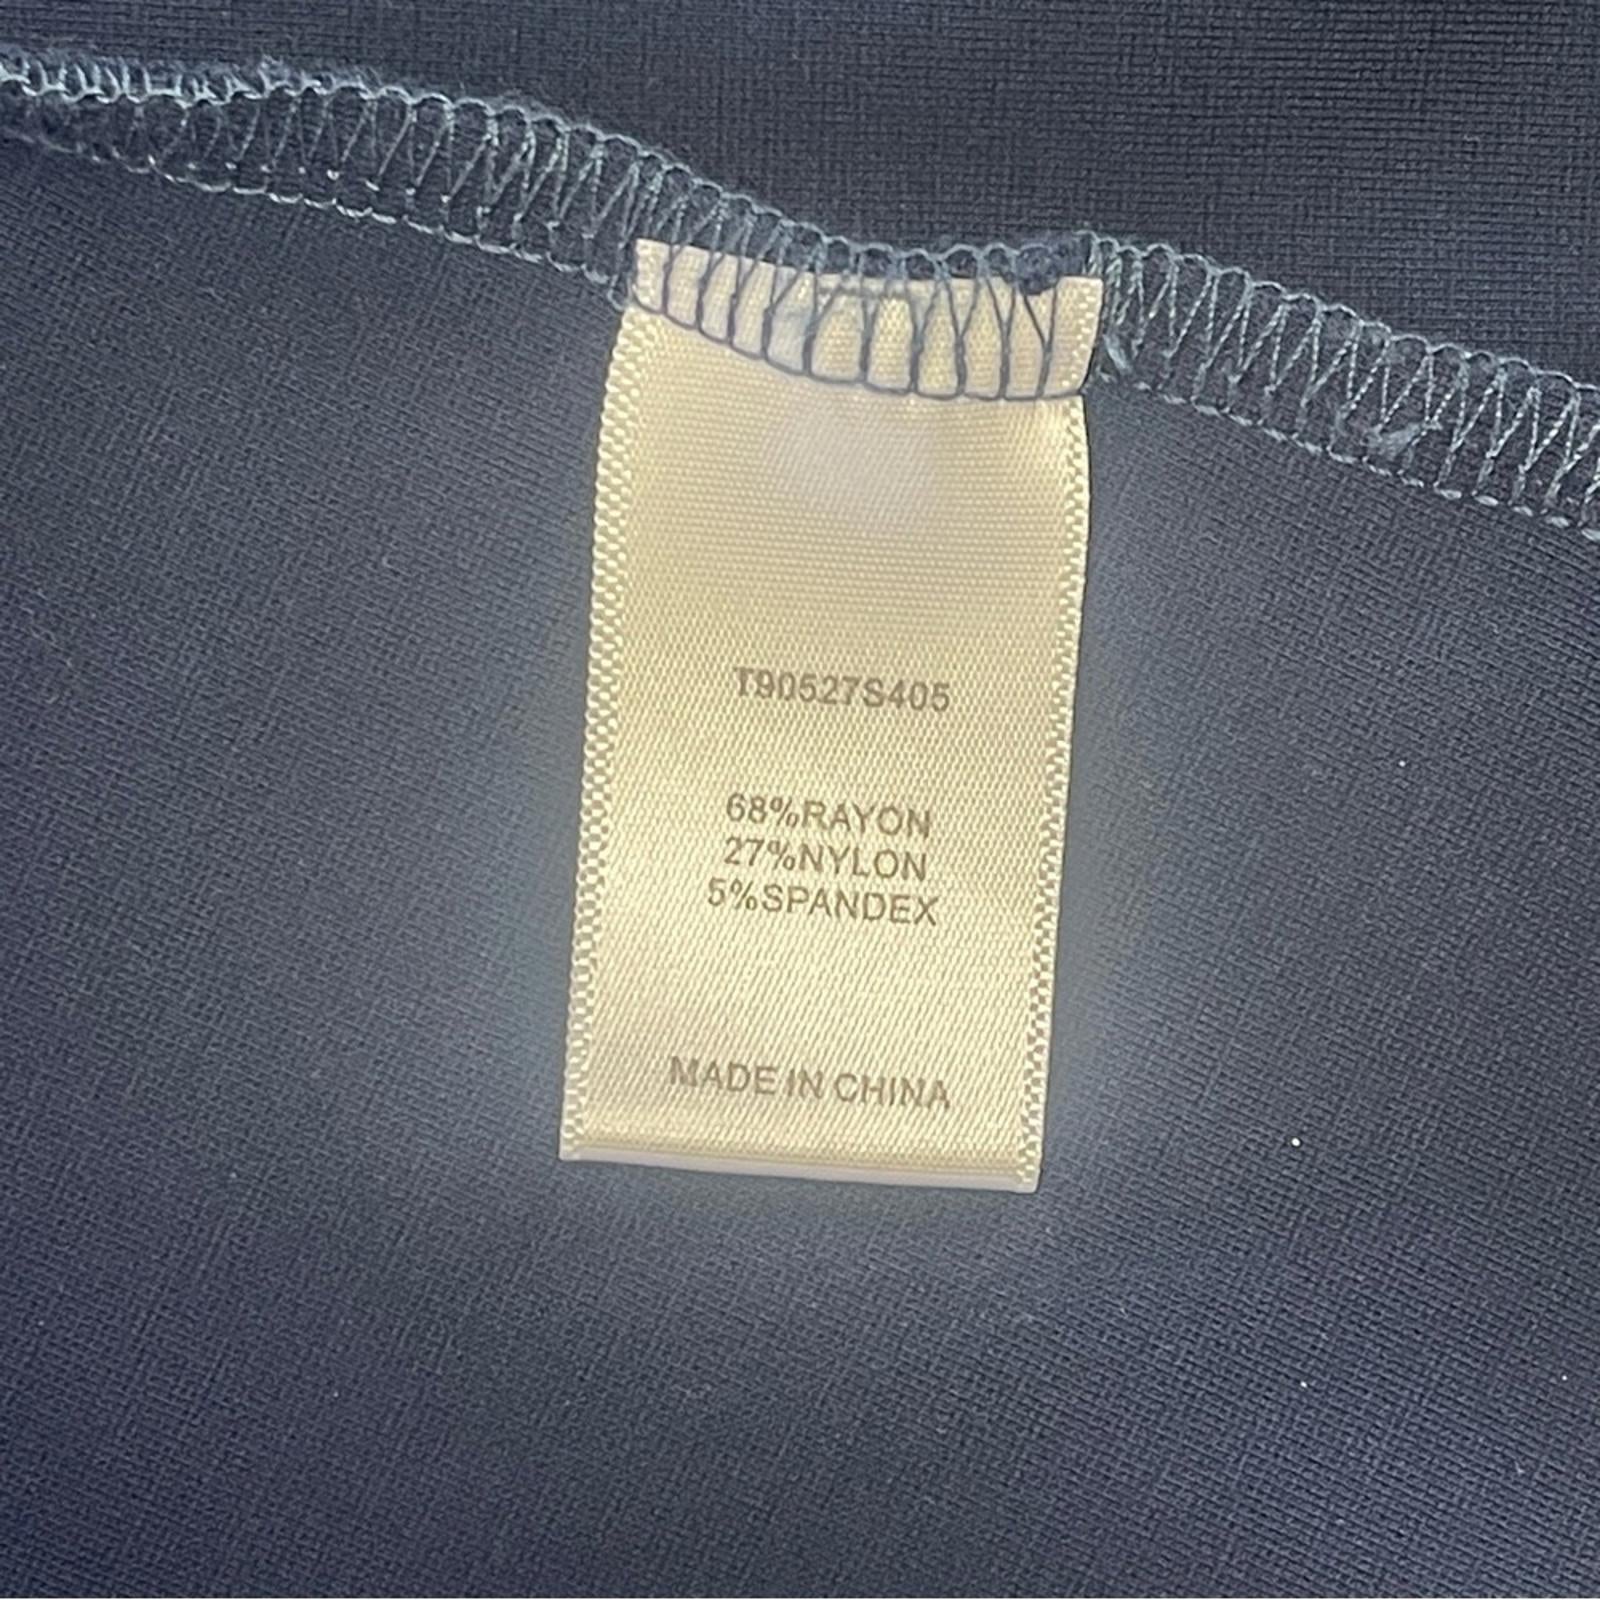 T90527S405
68%RAYON
27%NYLON
5%SPANDEX
MADE IN CHINA